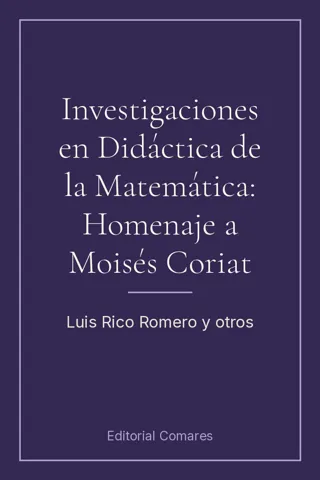 Investigaciones
en Didáctica de
la Matemática:
Homenaje a
Moisés Coriat
Luis Rico Romero y otros
Editorial Comares